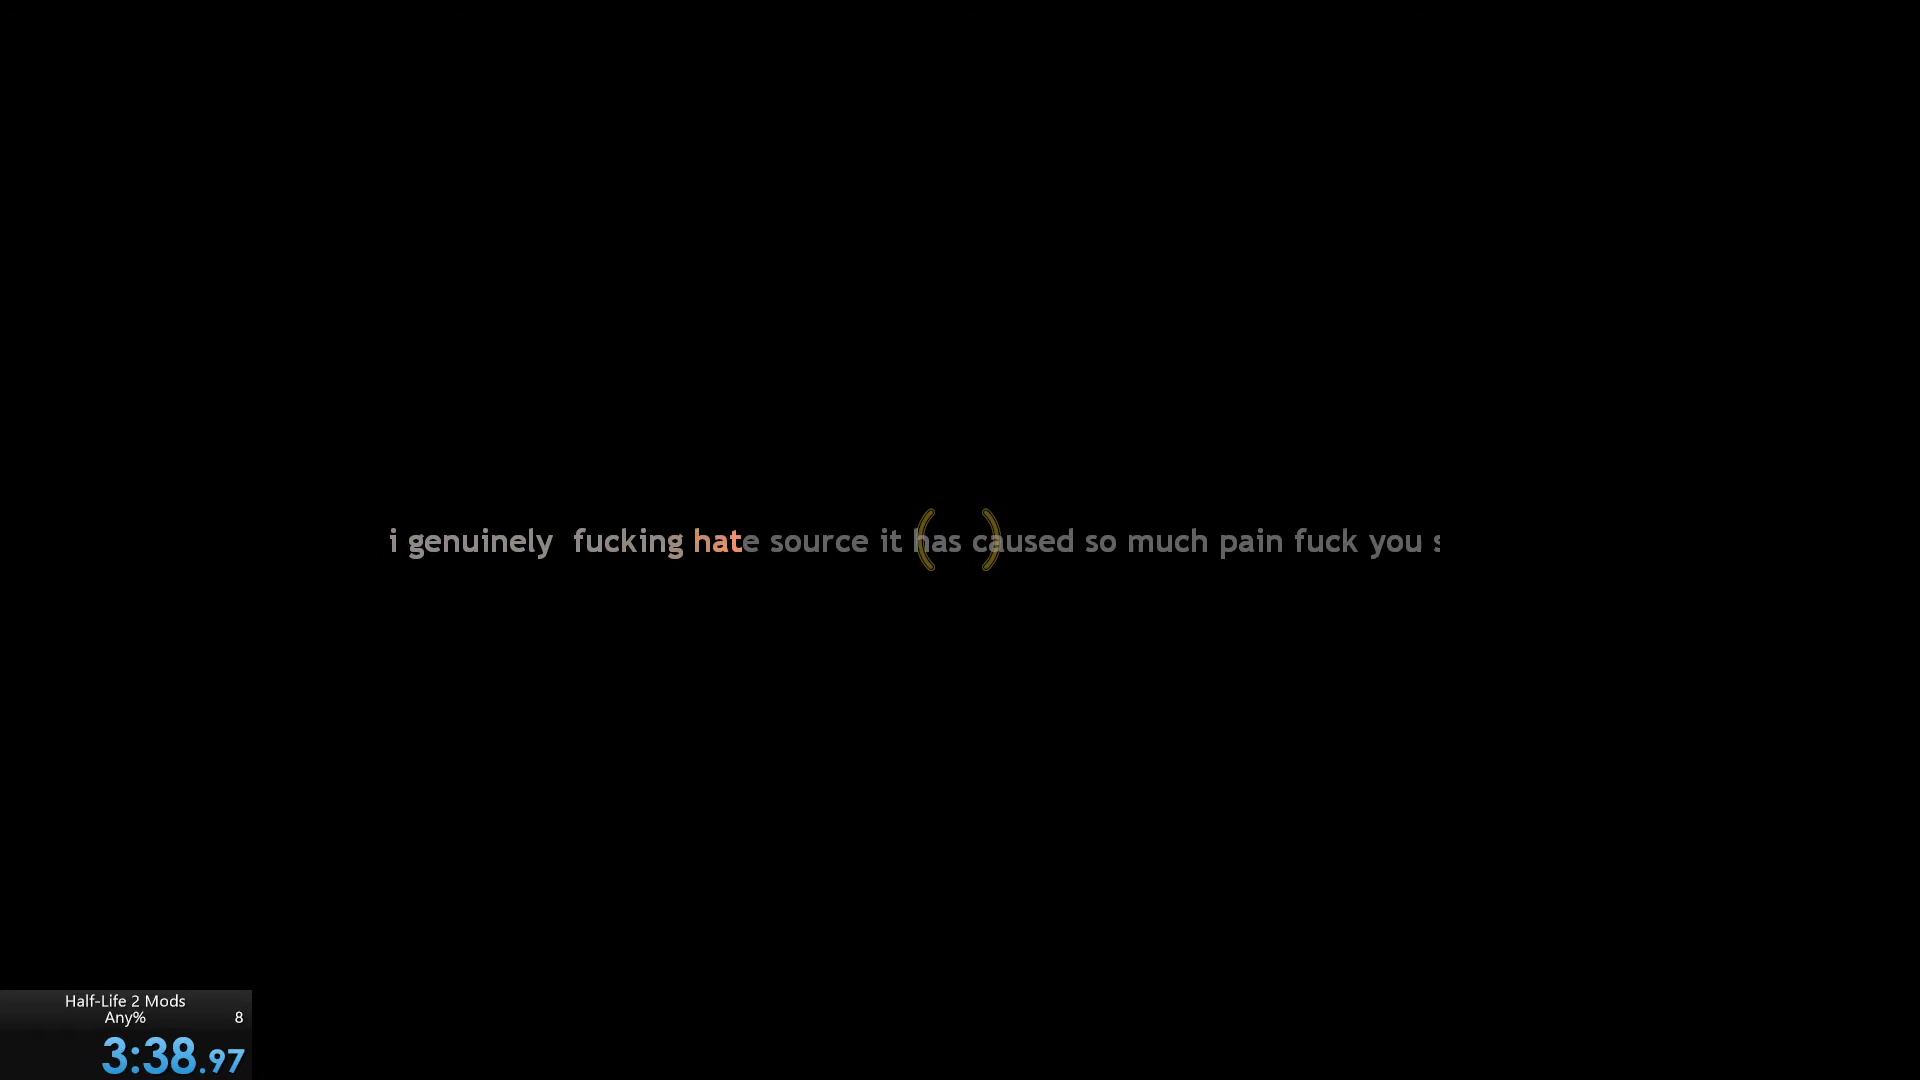 i genuinely  fucking hate source it has caused so much pain fuck you s
Half-Life 2 Mods
Any% 8
3:38.97